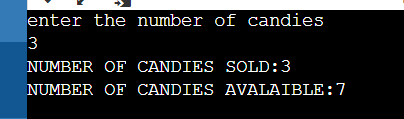 enter the number of candies
3
NUMBER OF CANDIES SOLD:3
NUMBER OF CANDIES AVALAIBLE:7